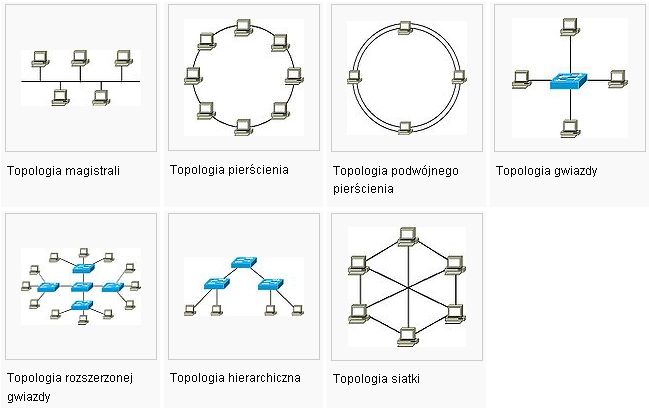 Topologia magistrali
Topologia pierścienia
Topologia podwójnego
pierścienia
Topologia gwiazdy
Topologia rozszerzonej
gwiazdy
Topologia hierarchiczna
Topologia siatki